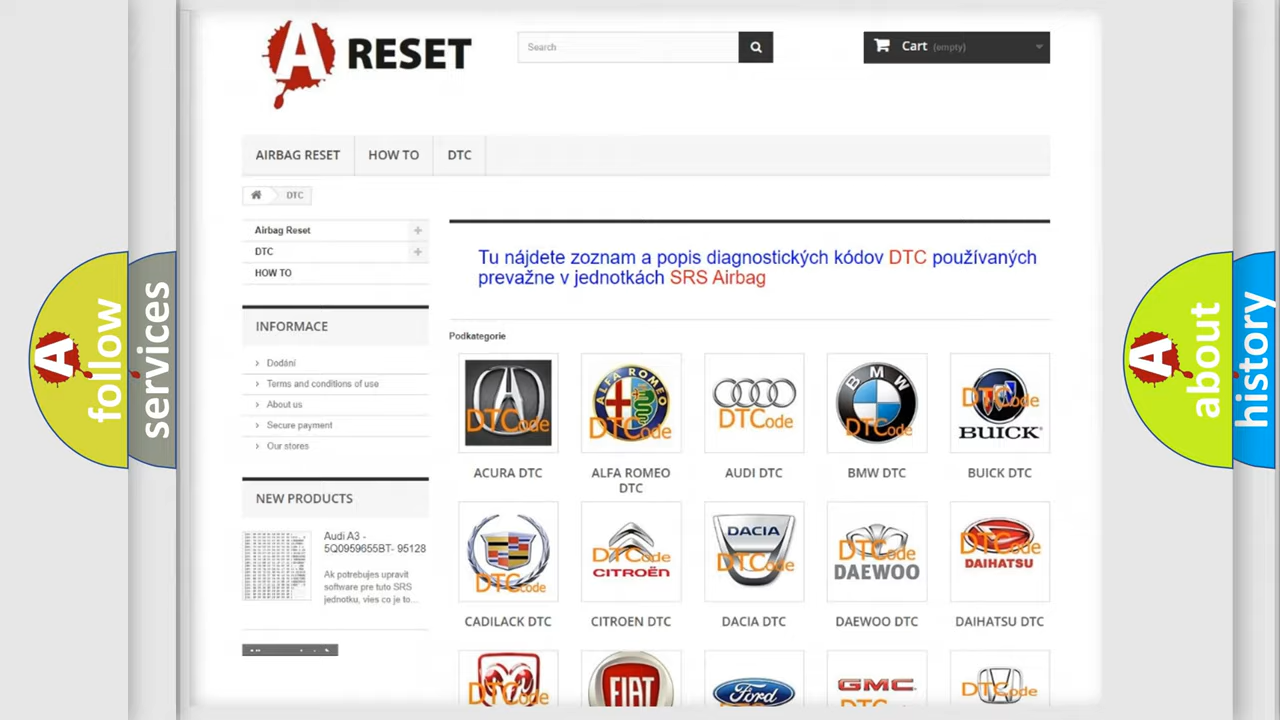 A RESET
Search
Cart (empty)
AIRBAG RESET
HOW TO
DTC
DTC
Airbag Reset
DTC
HOW TO
INFORMACE
Dodání
Terms and conditions of use
About us
Secure payment
Our stores
NEW PRODUCTS
Audi A3 -
5Q0959655BT- 95128
Ak potrebujes upravit
software pre tuto SRS
jednotku, vies co je to...
Tu nájdete zoznam a popis diagnostických kódov DTC používaných
prevažne v jednotkách SRS Airbag
Podkategorie
DTCode
ALFA ROMEO
DTCode
DTCode
BMW
DTCode
DTCode
BUICK
ACURA DTC
ALFA ROMEO
DTC
AUDI DTC
BMW DTC
BUICK DTC
DTCode
DTCode
CITROËN
DACIA
DTCode
DTCode
DAEWOO
DTCode
DAIHATSU
CADILACK DTC
CITROEN DTC
DACIA DTC
DAEWOO DTC
DAIHATSU DTC
DTCode
FIAT
Ford
GMC
DTCode
A follow
services
A about
history